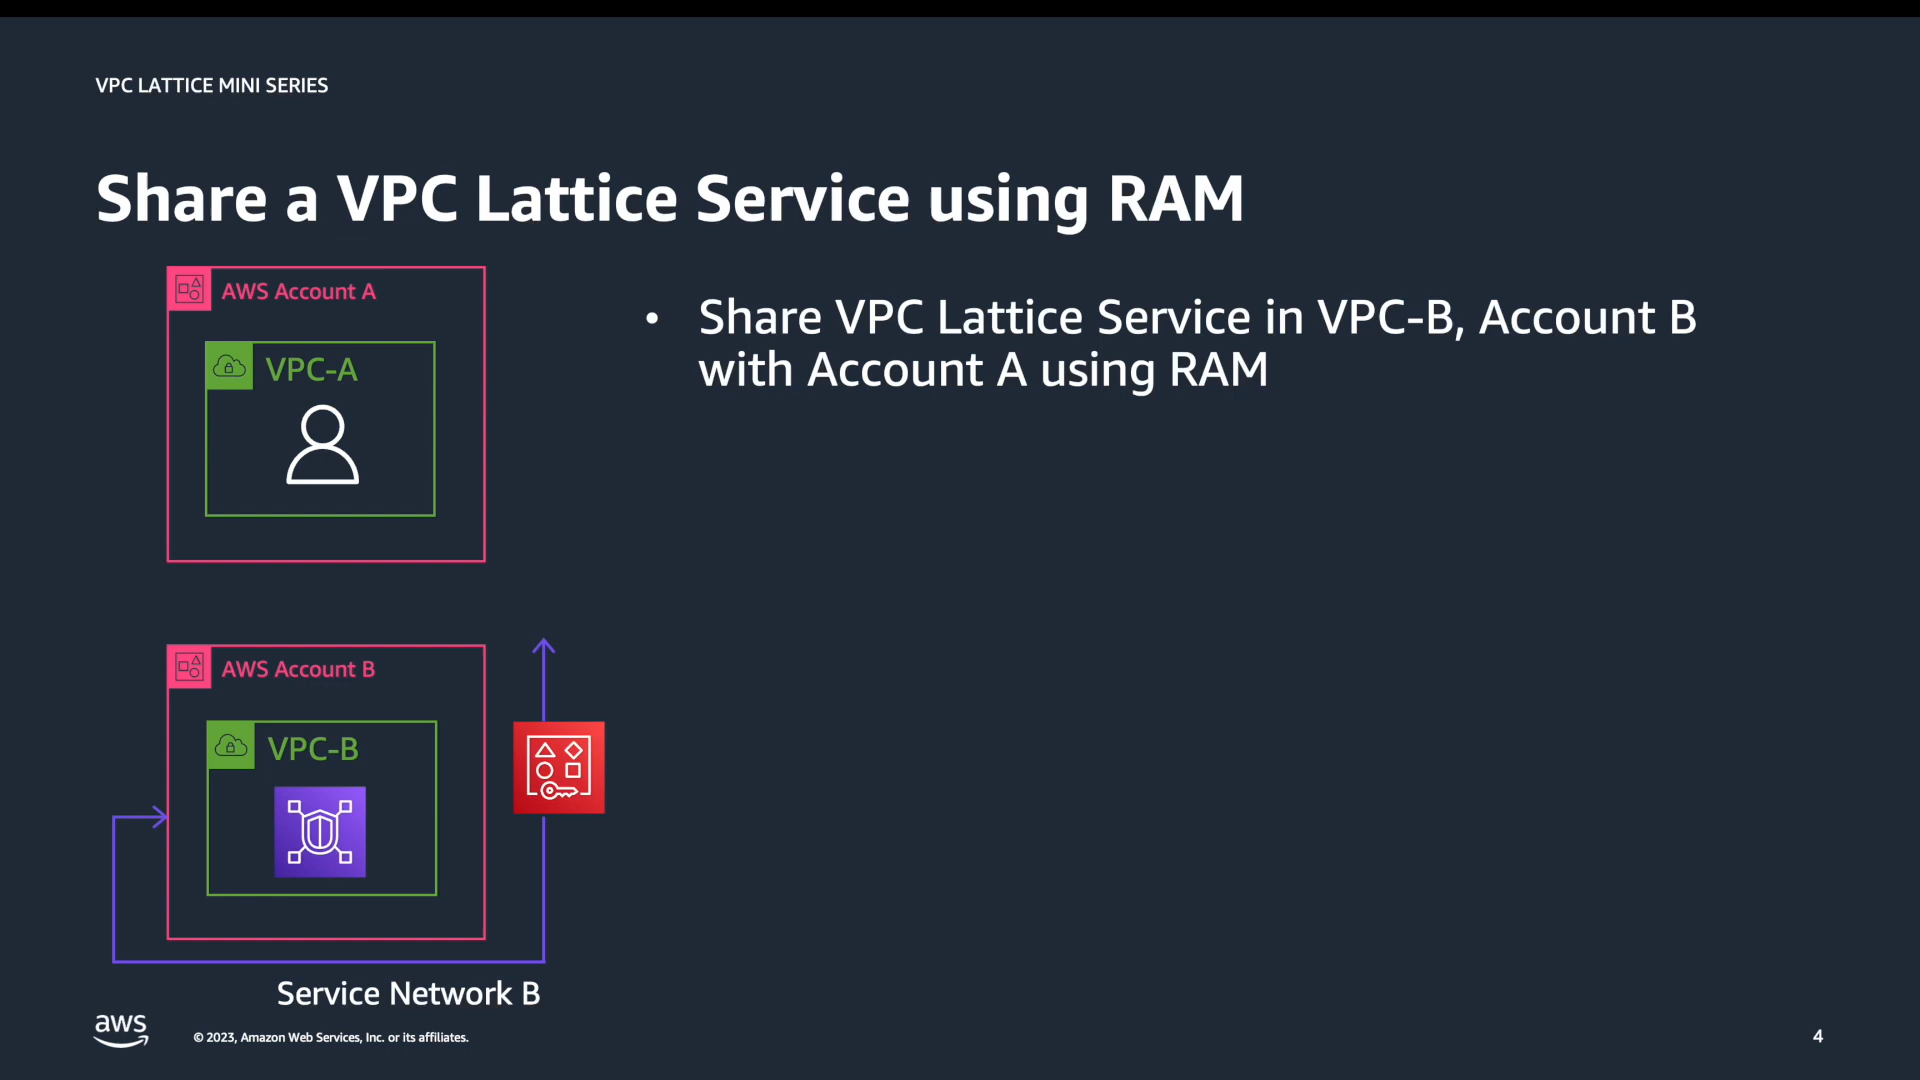 VPC LATTICE MINI SERIES
Share a VPC Lattice Service using RAM
AWS Account A
VPC-A
• Share VPC Lattice Service in VPC-B, Account B
with Account A using RAM
AWS Account B
VPC-B
Service Network B
aws
© 2023, Amazon Web Services, Inc. or its affiliates.
4